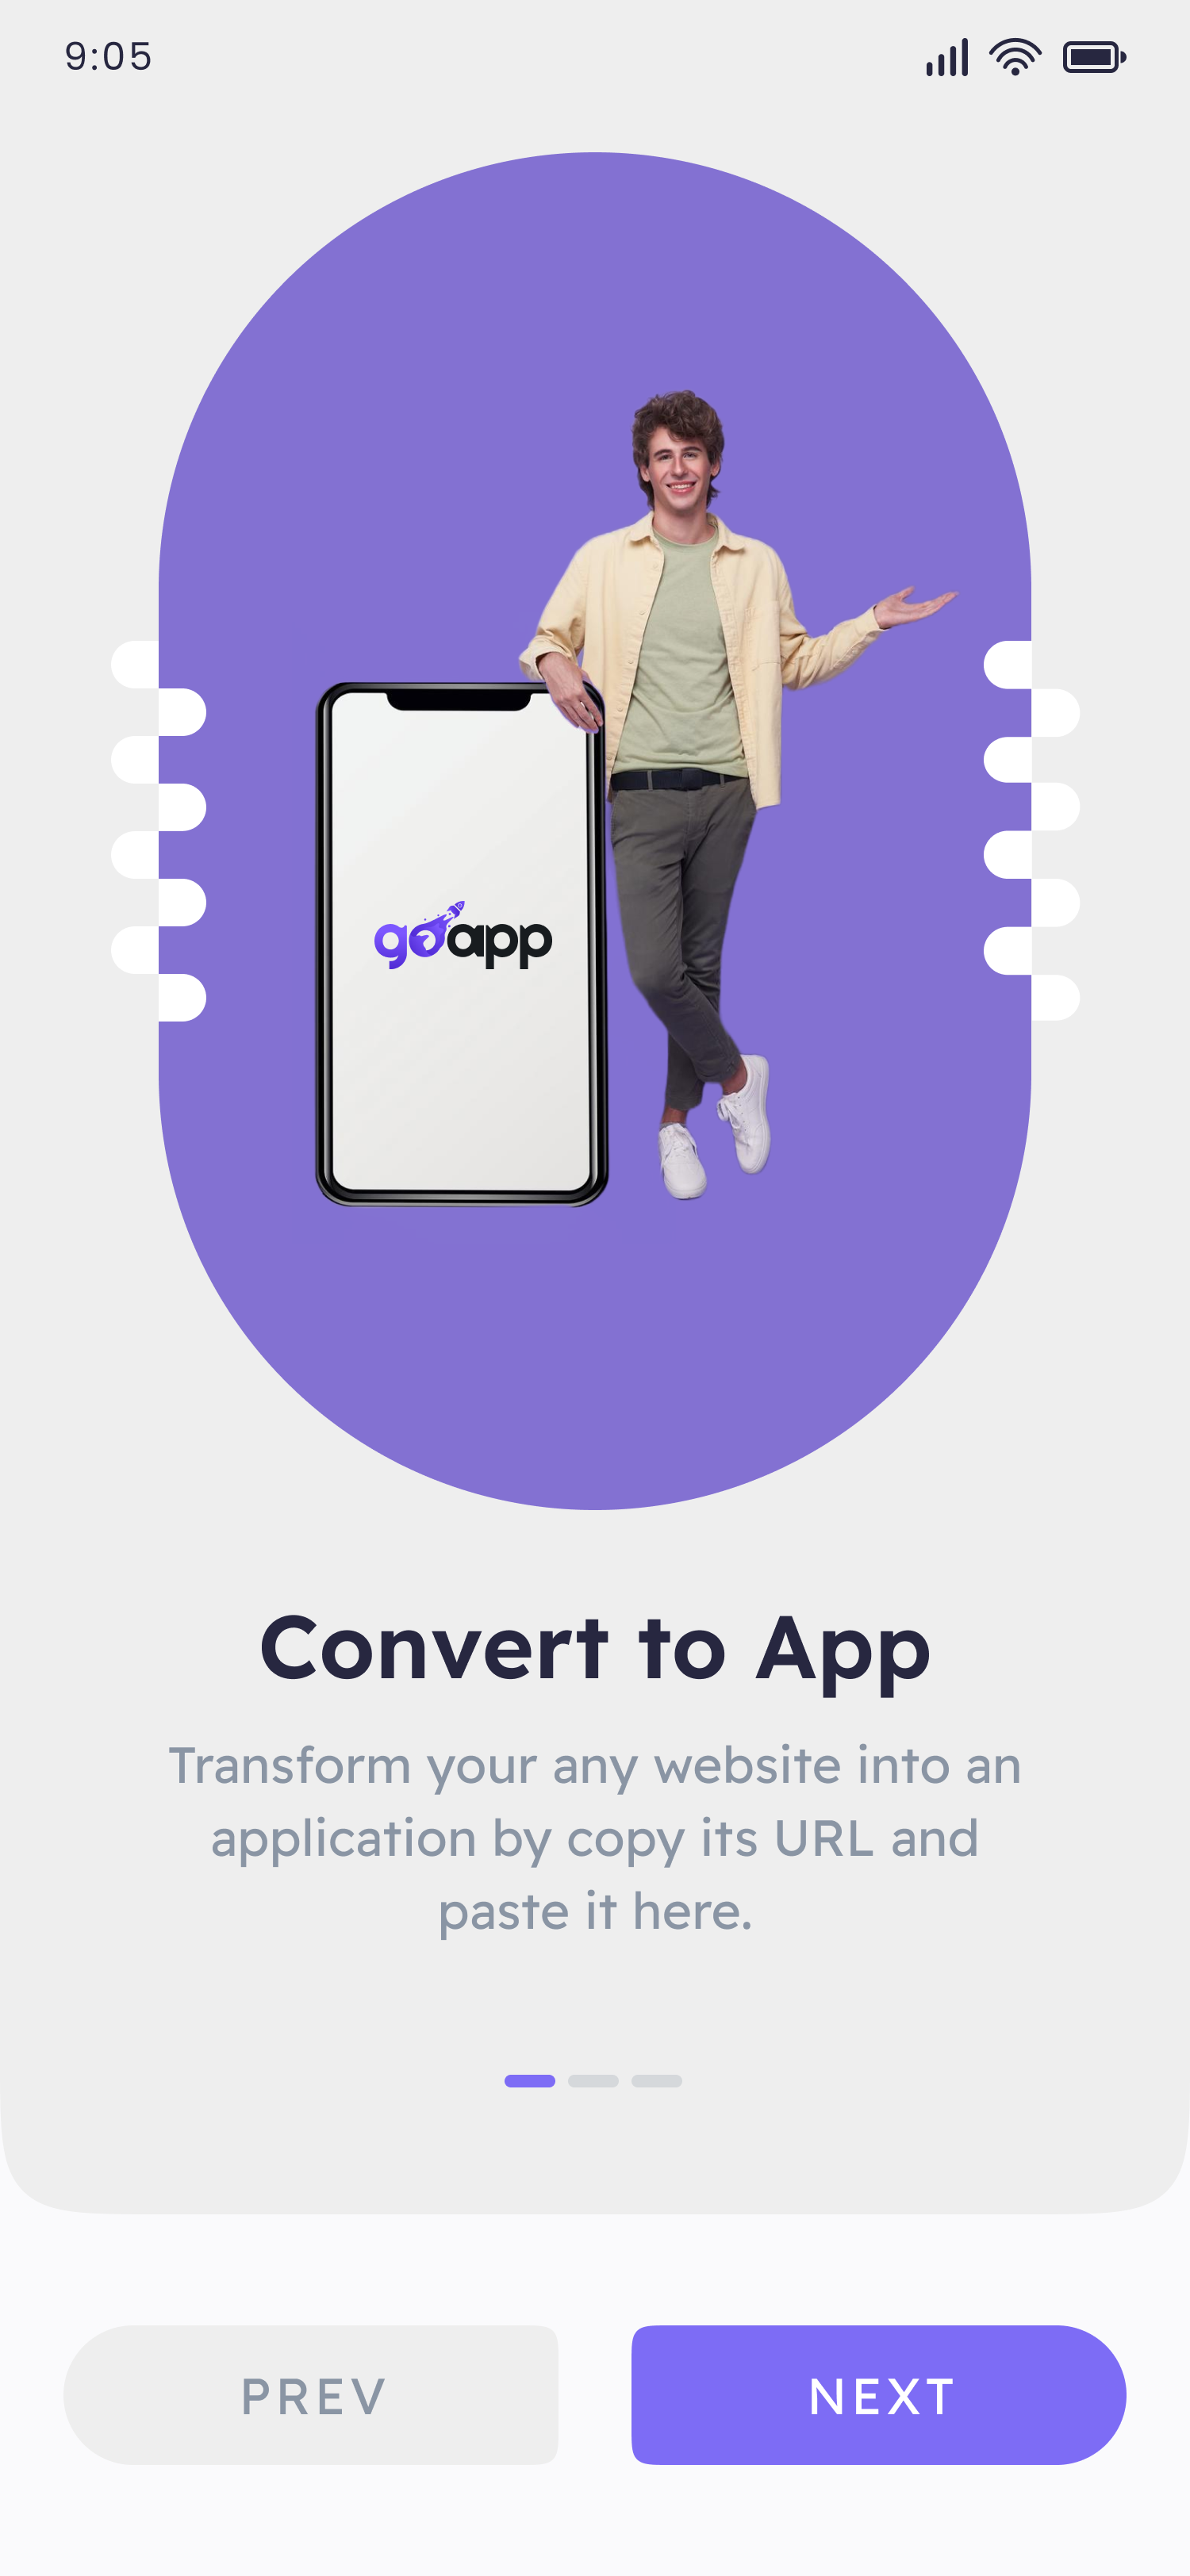 9:05
goapp
Convert to App
Transform your any website into an
application by copy its URL and
paste it here.
PREV
NEXT